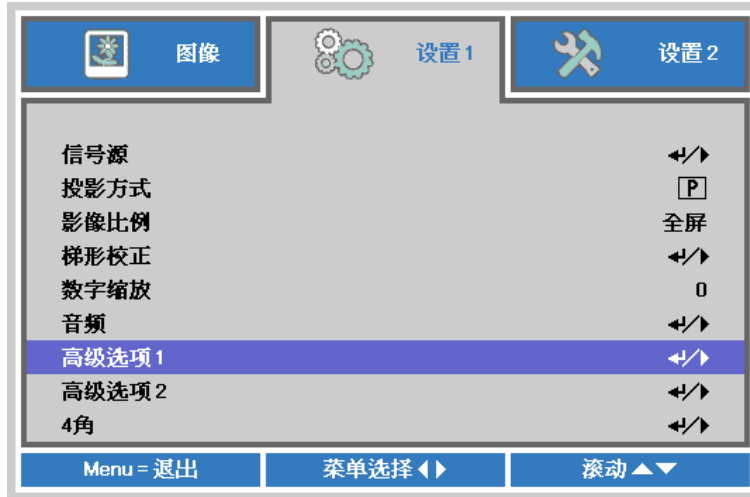 图像 设置1 设置2
信号源
投影方式 P
影像比例 全屏
梯形校正
数字缩放 0
音频
高级选项1
高级选项2
4角
Menu = 退出 菜单选择 滚动